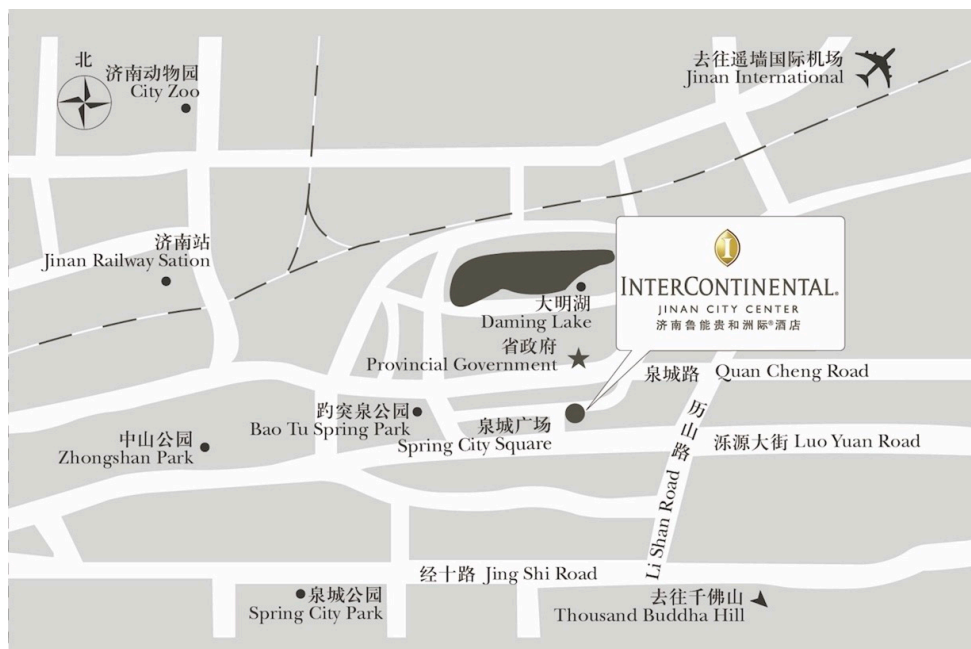 北
济南动物园
City Zoo
去往遥墙国际机场
Jinan International
济南站
Jinan Railway Sation
INTERCONTINENTAL®
JINAN CITY CENTER
济南鲁能贵和洲际®酒店
大明湖
Daming Lake
省政府
Provincial Government
泉城路 Quan Cheng Road
趵突泉公园
Bao Tu Spring Park
泉城广场
Spring City Square
历山路
Li Shan Road
中山公园
Zhongshan Park
泺源大街 Luo Yuan Road
经十路 Jing Shi Road
泉城公园
Spring City Park
去往千佛山
Thousand Buddha Hill